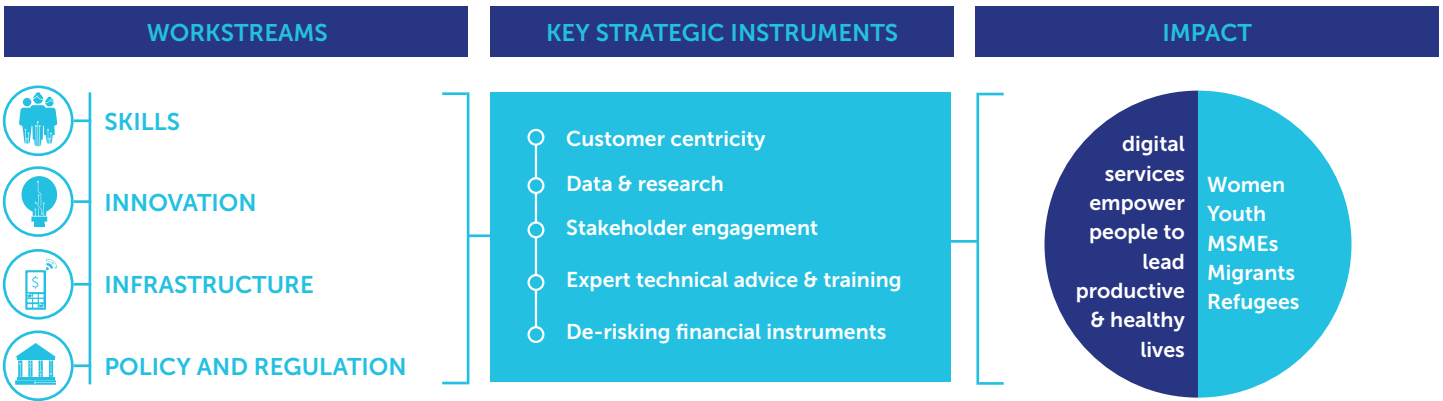 WORKSTREAMS
SKILLS
INNOVATION
$
INFRASTRUCTURE
POLICY AND REGULATION
KEY STRATEGIC INSTRUMENTS
Customer centricity
Data & research
Stakeholder engagement
Expert technical advice & training
De-risking financial instruments
IMPACT
digital
services
empower
people to
lead
productive
& healthy
lives
Women
Youth
MSMEs
Migrants
Refugees